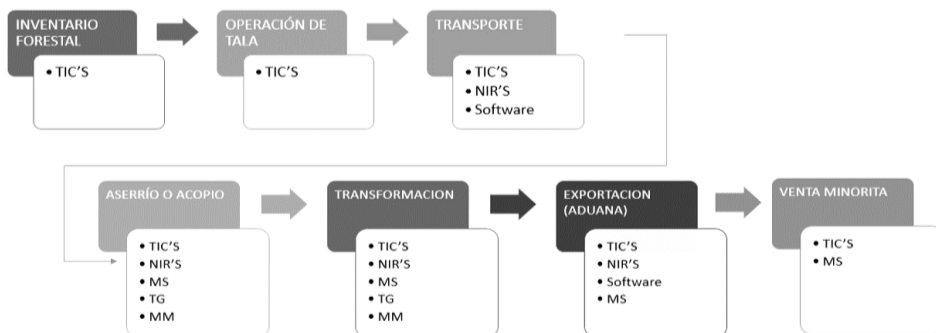 INVENTARIO
FORESTAL
• TIC'S
OPERACIÓN DE
TALA
• TIC'S
TRANSPORTE
• TIC'S
• NIR'S
• Software
ASERRÍO O ACOPIO
• TIC'S
• NIR'S
• MS
• TG
• MM
TRANSFORMACION
• TIC'S
• NIR'S
• MS
• TG
• MM
EXPORTACION
(ADUANA)
• TIC'S
• NIR'S
• Software
• MS
VENTA MINORITA
• TIC'S
• MS